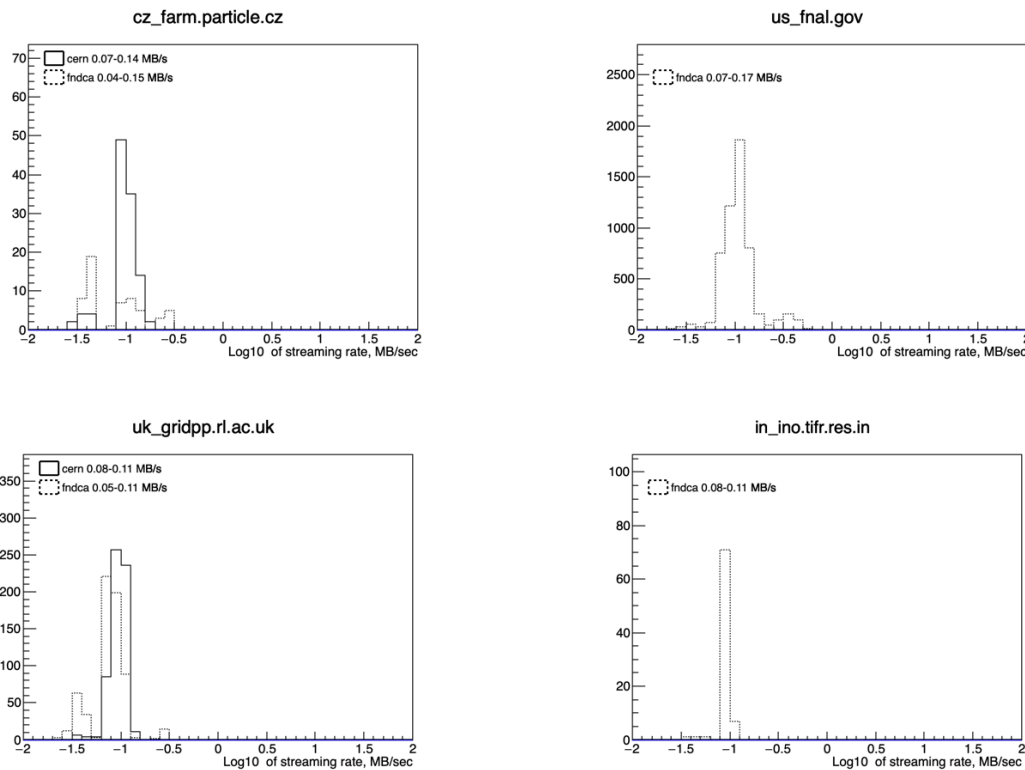 cz_farm.particle.cz
70
60
50
40
30
20
10
0
cern 0.07-0.14 MB/s
fndca 0.04-0.15 MB/s
−2 −1.5 −1 −0.5 0 0.5 1 1.5 2
Log10 of streaming rate, MB/sec
us_fnal.gov
2500
2000
1500
1000
500
0
fndca 0.07-0.17 MB/s
−2 −1.5 −1 −0.5 0 0.5 1 1.5 2
Log10 of streaming rate, MB/sec
uk_gridpp.rl.ac.uk
350
300
250
200
150
100
50
0
cern 0.08-0.11 MB/s
fndca 0.05-0.11 MB/s
−2 −1.5 −1 −0.5 0 0.5 1 1.5 2
Log10 of streaming rate, MB/sec
in_ino.tifr.res.in
100
80
60
40
20
0
fndca 0.08-0.11 MB/s
−2 −1.5 −1 −0.5 0 0.5 1 1.5 2
Log10 of streaming rate, MB/sec